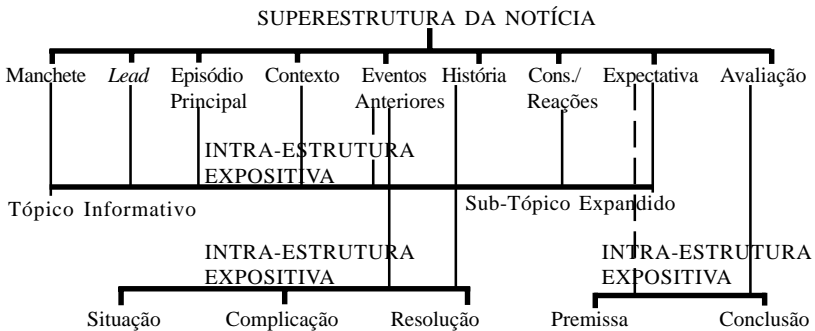 SUPERESTRUTURA DA NOTÍCIA
Manchete Lead Episódio Contexto Eventos História Cons./ Expectativa Avaliação
Principal Anteriores Reações
INTRA-ESTRUTURA
EXPOSITIVA
Tópico Informativo Sub-Tópico Expandido
INTRA-ESTRUTURA INTRA-ESTRUTURA
EXPOSITIVA EXPOSITIVA
Situação Complicação Resolução Premissa Conclusão